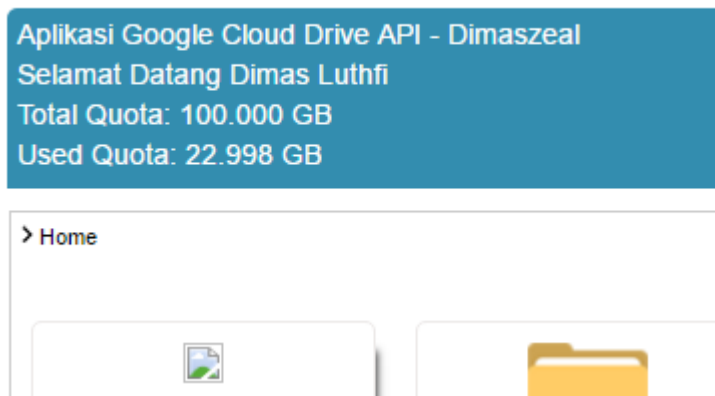 Aplikasi Google Cloud Drive API - Dimaszeal
Selamat Datang Dimas Luthfi
Total Quota: 100.000 GB
Used Quota: 22.998 GB
> Home